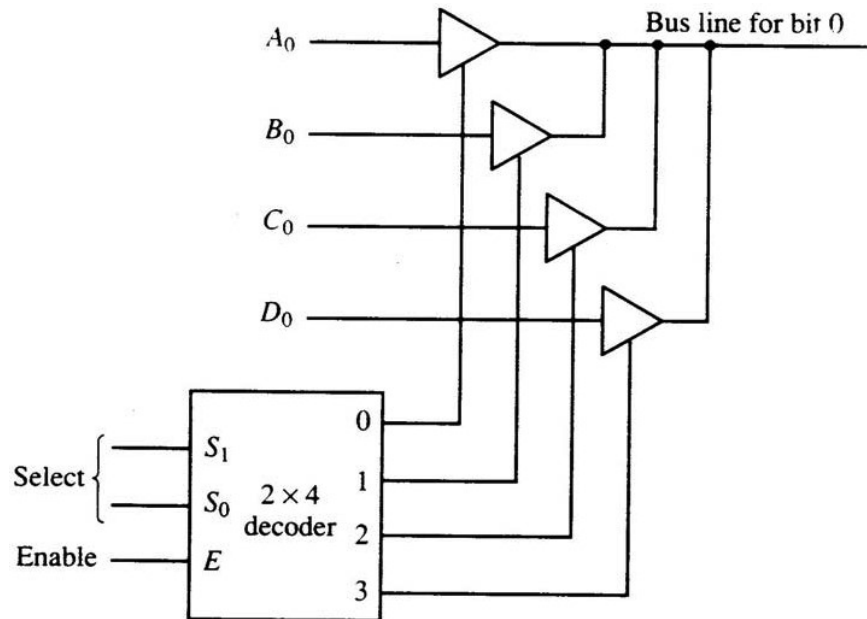 Bus line for bit 0
A0
B0
C0
D0
Select
S1
S0
Enable
E
2 × 4
decoder
0
1
2
3